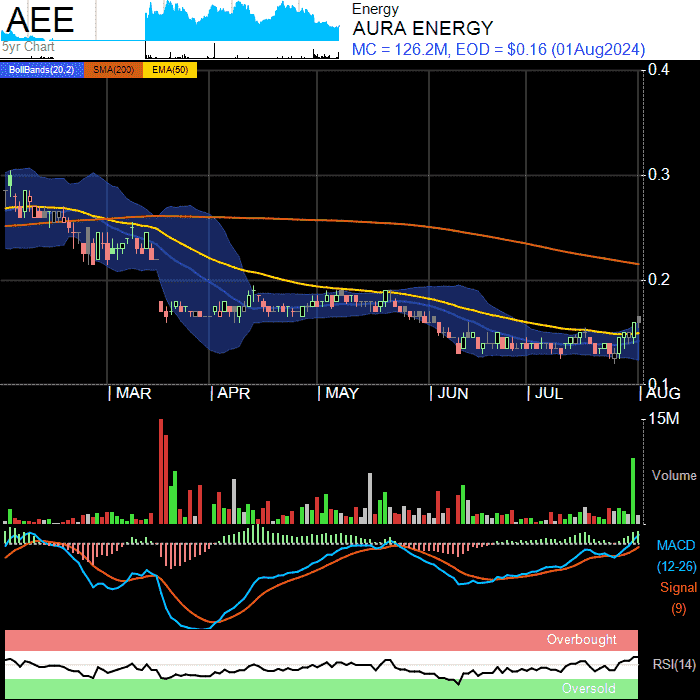 AEE
5yr Chart
Energy
AURA ENERGY
MC = 126.2M, EOD = $0.16 (01Aug2024)
BollBands(20,2) SMA(200) EMA(50)
0.4
0.3
0.2
0.1
MAR APR MAY JUN JUL AUG
15M
Volume
MACD
(12-26)
Signal
(9)
Overbought
RSI(14)
Oversold